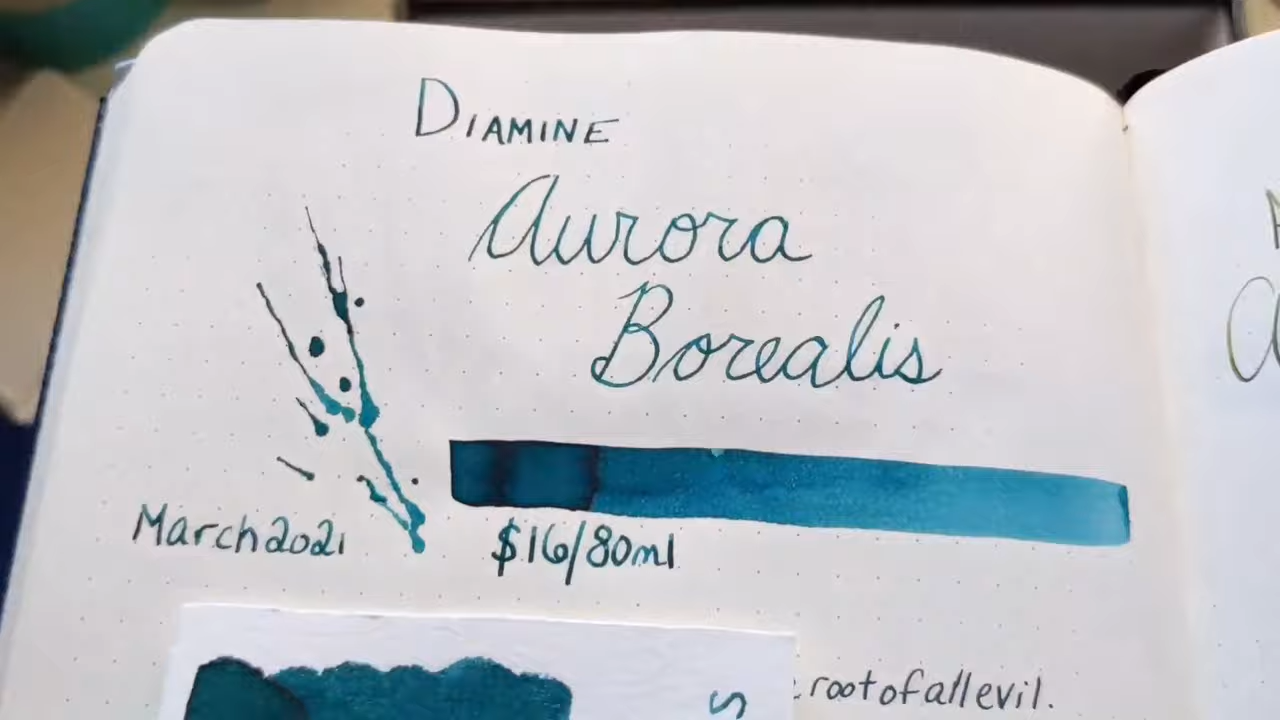 DIAMINE
Aurora
Borealis
March 2021
$16/80ml
root of all evil.